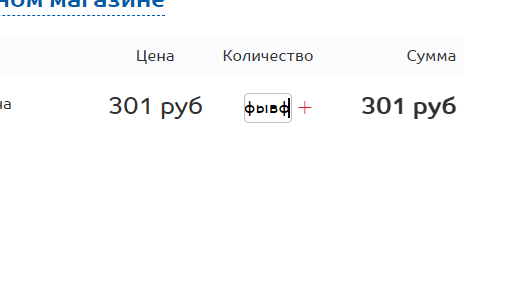 ном магазине
Цена Количество Сумма
на 301 руб фывф + 301 руб